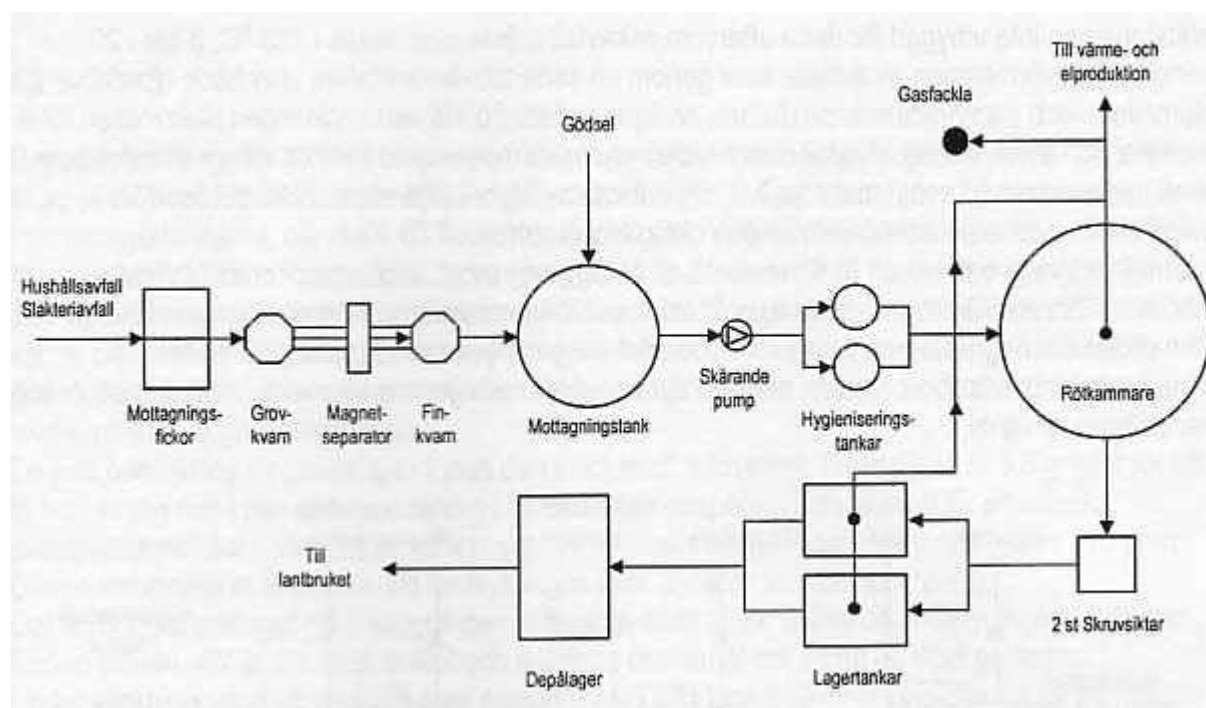 Till värme- och
elproduktion
Gasfackla
Gödsel
Hushållsavfall
Slakteriavfall
Mottagnings-
fickor
Grov-
kvarn
Magnet-
separator
Fin-
kvarn
Mottagningstank
Skärande
pump
Hygieniserings-
tankar
Rötkammare
Till
lantbruket
Depålager
Lagertankar
2 st Skruvsiktar